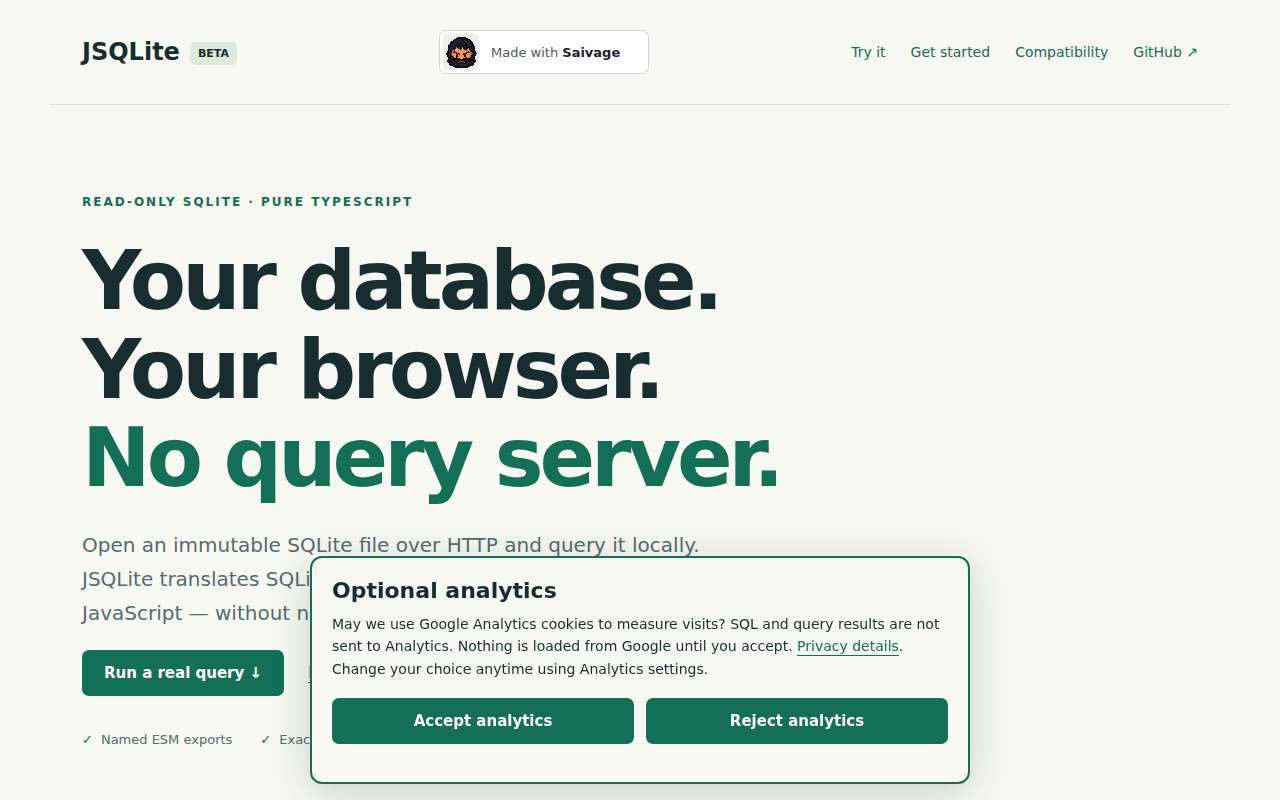 JSQLite BETA
Made with Saivage
Try it Get started Compatibility GitHub ↗
READ-ONLY SQLITE · PURE TYPESCRIPT
Your database.
Your browser.
No query server.
Open an immutable SQLite file over HTTP and query it locally.
JSQLite translates
JavaScript — without
Run a real query ↓
✓ Named ESM exports ✓
Optional analytics
May we use Google Analytics cookies to measure visits? SQL and query results are not
sent to Analytics. Nothing is loaded from Google until you accept. Privacy details.
Change your choice anytime using Analytics settings.
Accept analytics Reject analytics